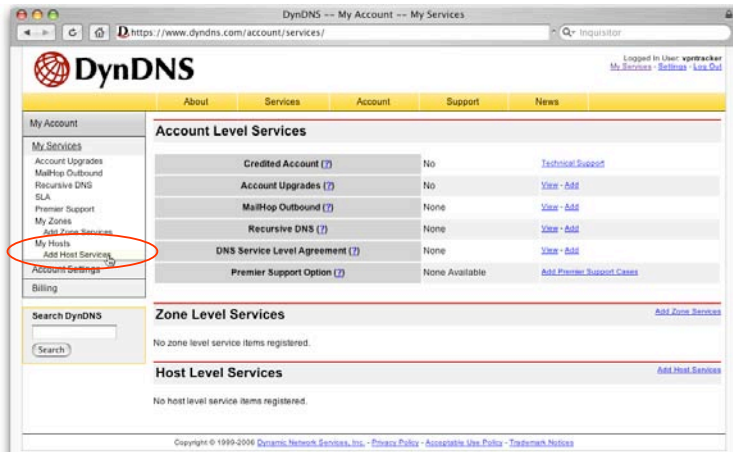 DynDNS -- My Account -- My Services
https://www.dyndns.com/account/services/
Inquisitor
DynDNS
Logged In User: vpntracker
My Services - Settings - Log Out
About Services Account Support News
My Account
My Services
Account Upgrades
MailHop Outbound
Recursive DNS
SLA
Premier Support
My Zones
Add Zone Services
My Hosts
Add Host Services
Account Settings
Billing
Search DynDNS
Search
Account Level Services
Credited Account (?) No Technical Support
Account Upgrades (?) No View - Add
MailHop Outbound (?) None View - Add
Recursive DNS (?) None View - Add
DNS Service Level Agreement (?) None View - Add
Premier Support Option (?) None Available Add Premier Support Cases
Zone Level Services Add Zone Services
No zone level service items registered.
Host Level Services Add Host Services
No host level service items registered.
Copyright © 1999-2006 Dynamic Network Services, Inc. - Privacy Policy - Acceptable Use Policy - Trademark Notices